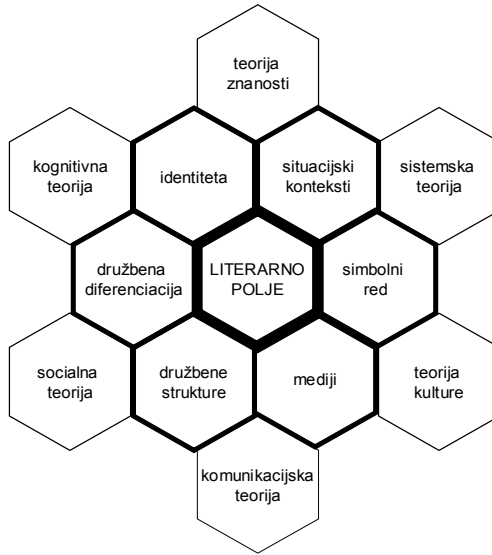 teorija
znanosti
kognitivna
teorija
identiteta
situacijski
konteksti
sistemska
teorija
družbena
diferenciacija
LITERARNO
POLJE
simbolni
red
socialna
teorija
družbene
strukture
mediji
teorija
kulture
komunikacijska
teorija